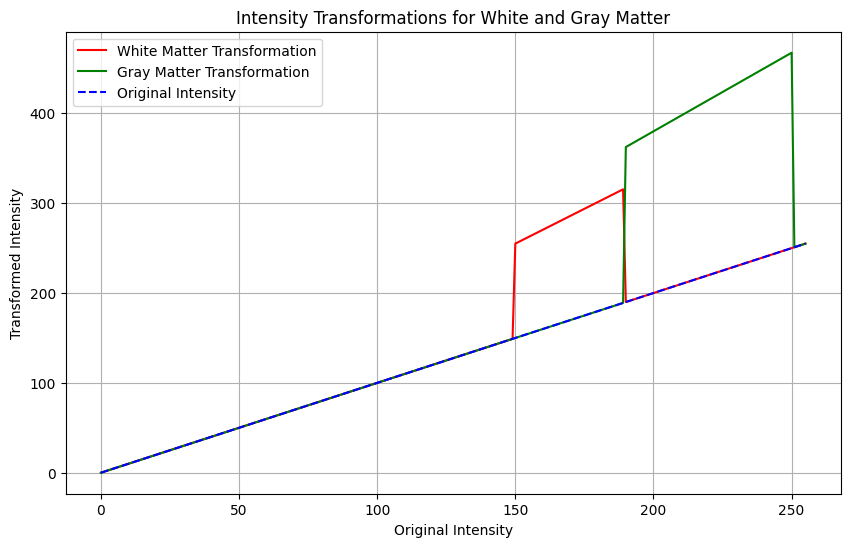 Intensity Transformations for White and Gray Matter
White Matter Transformation
Gray Matter Transformation
Original Intensity
Transformed Intensity
400
300
200
100
0
0 50 100 150 200 250
Original Intensity